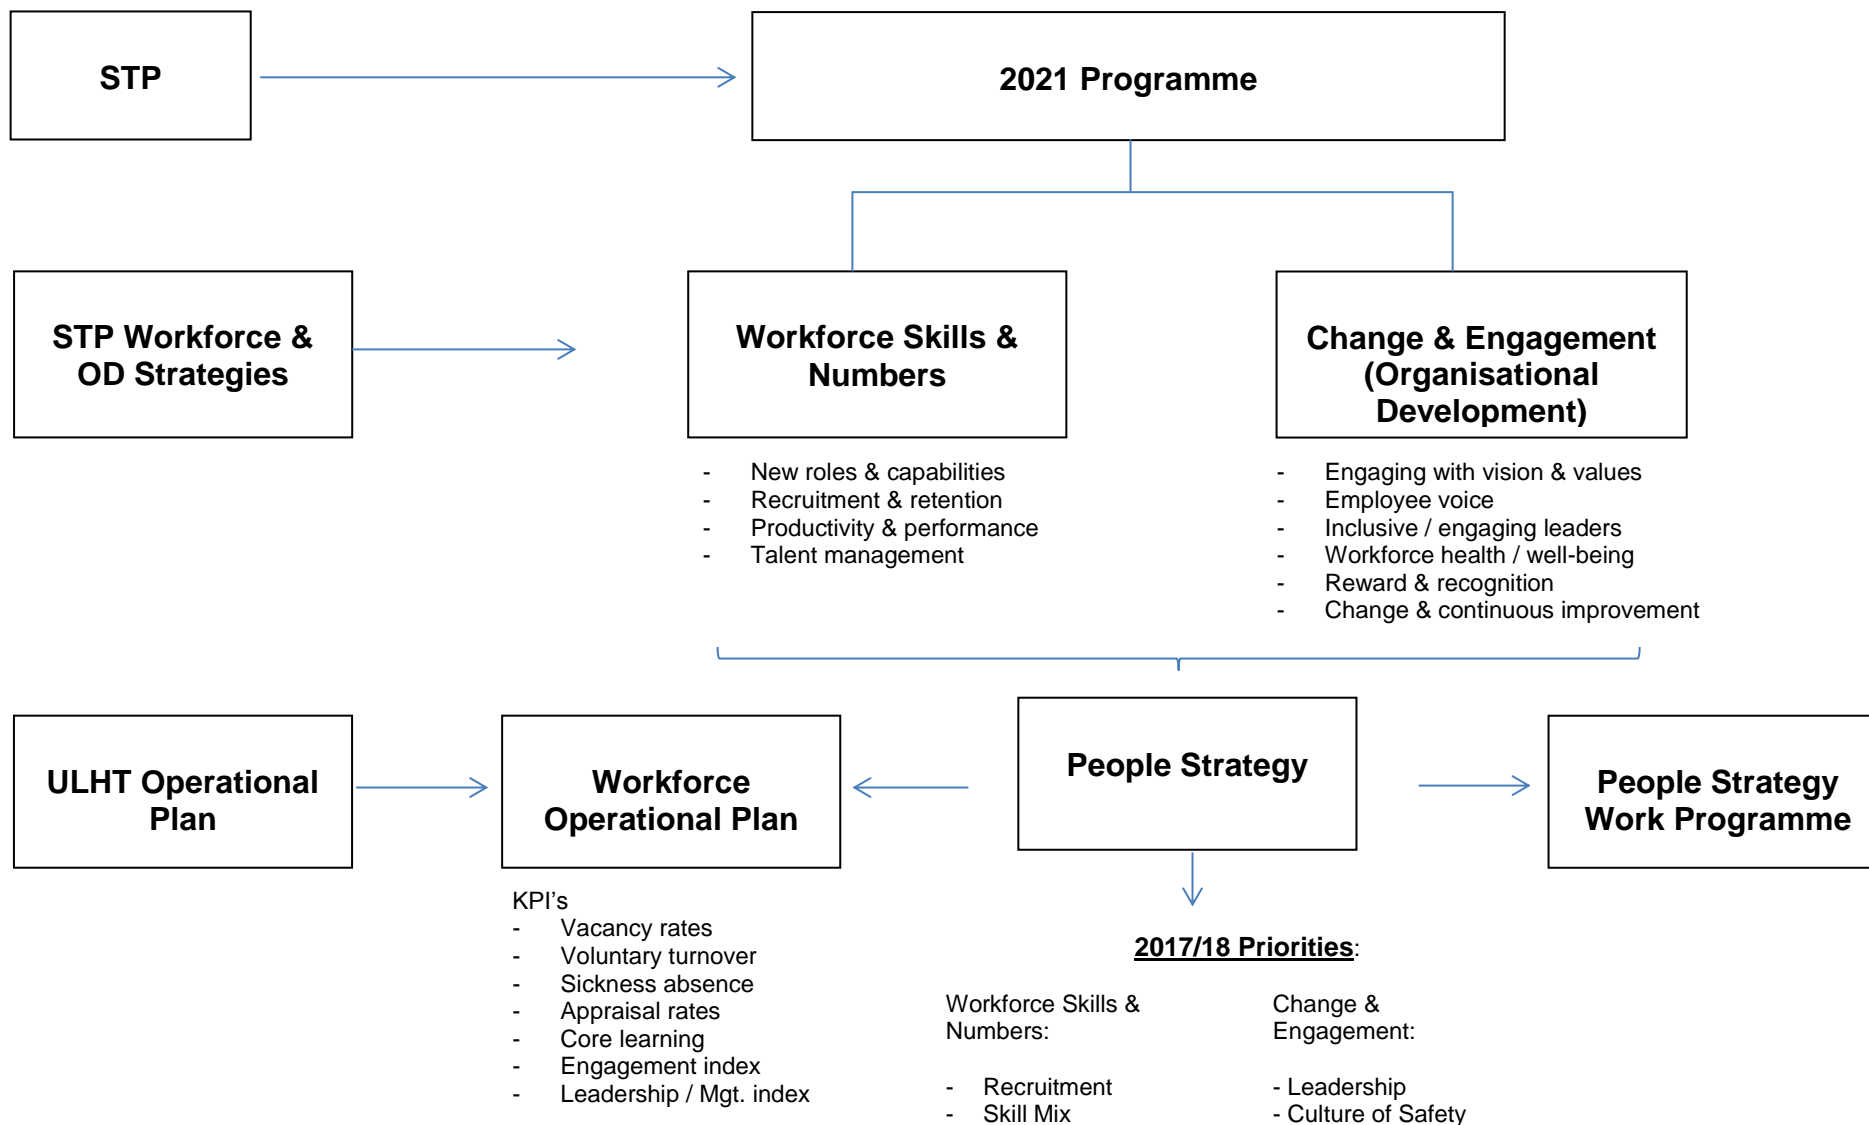 STP
2021 Programme
STP Workforce &
OD Strategies
Workforce Skills &
Numbers
Change & Engagement
(Organisational
Development)
- New roles & capabilities
- Recruitment & retention
- Productivity & performance
- Talent management
- Engaging with vision & values
- Employee voice
- Inclusive / engaging leaders
- Workforce health / well-being
- Reward & recognition
- Change & continuous improvement
ULHT Operational
Plan
Workforce
Operational Plan
People Strategy
People Strategy
Work Programme
KPI’s
- Vacancy rates
- Voluntary turnover
- Sickness absence
- Appraisal rates
- Core learning
- Engagement index
- Leadership / Mgt. index
2017/18 Priorities:
Workforce Skills &
Numbers:
- Recruitment
- Skill Mix
Change &
Engagement:
- Leadership
- Culture of Safety